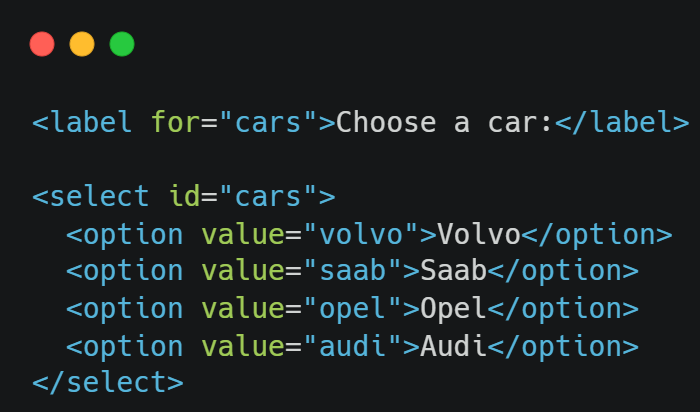 <label for="cars">Choose a car:</label>
<select id="cars">
<option value="volvo">Volvo</option>
<option value="saab">Saab</option>
<option value="opel">Opel</option>
<option value="audi">Audi</option>
</select>